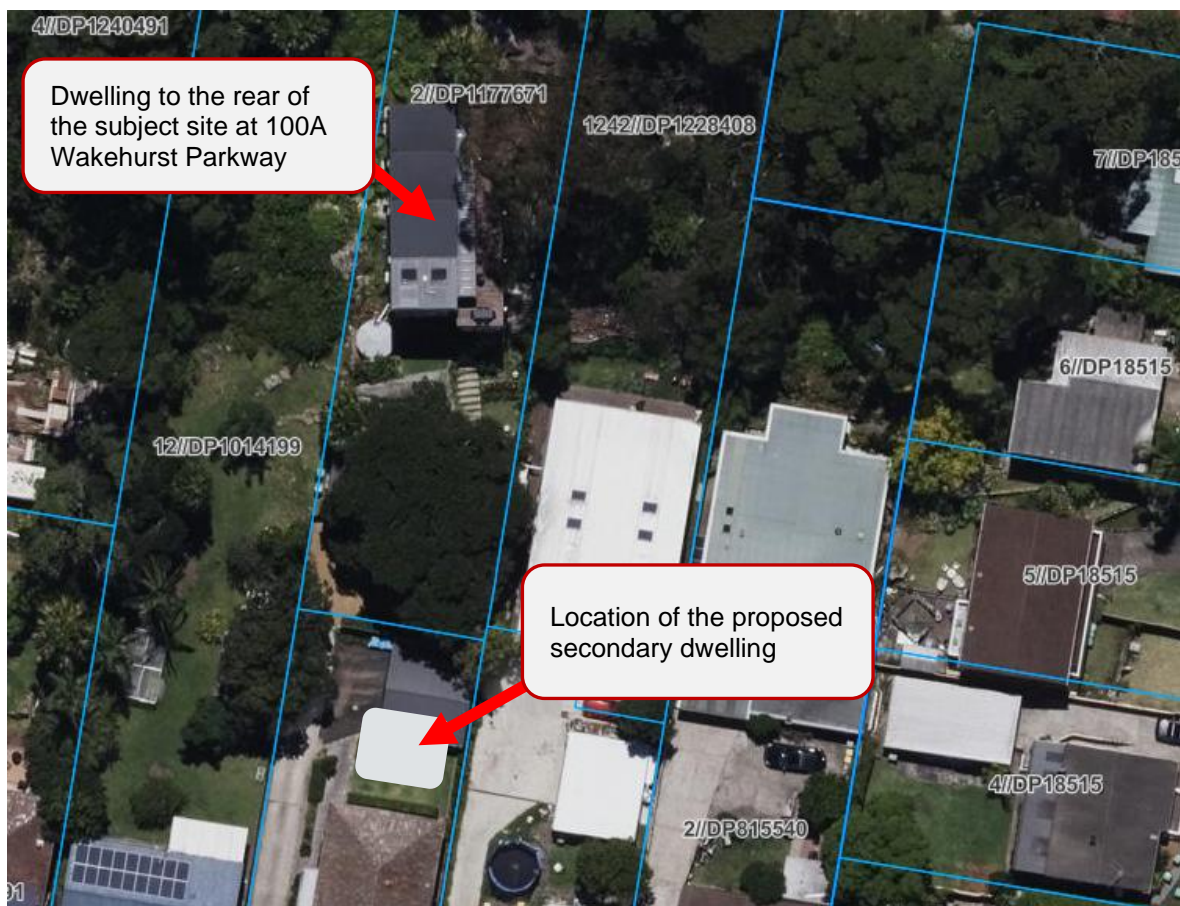 4//DP1240491
Dwelling to the rear of
the subject site at 100A
Wakehurst Parkway
2//DP1177671
1242//DP1228408
7//DP185
6//DP18515
12//DP1014199
5//DP18515
Location of the proposed
secondary dwelling
4//DP18515
2//DP815540
91